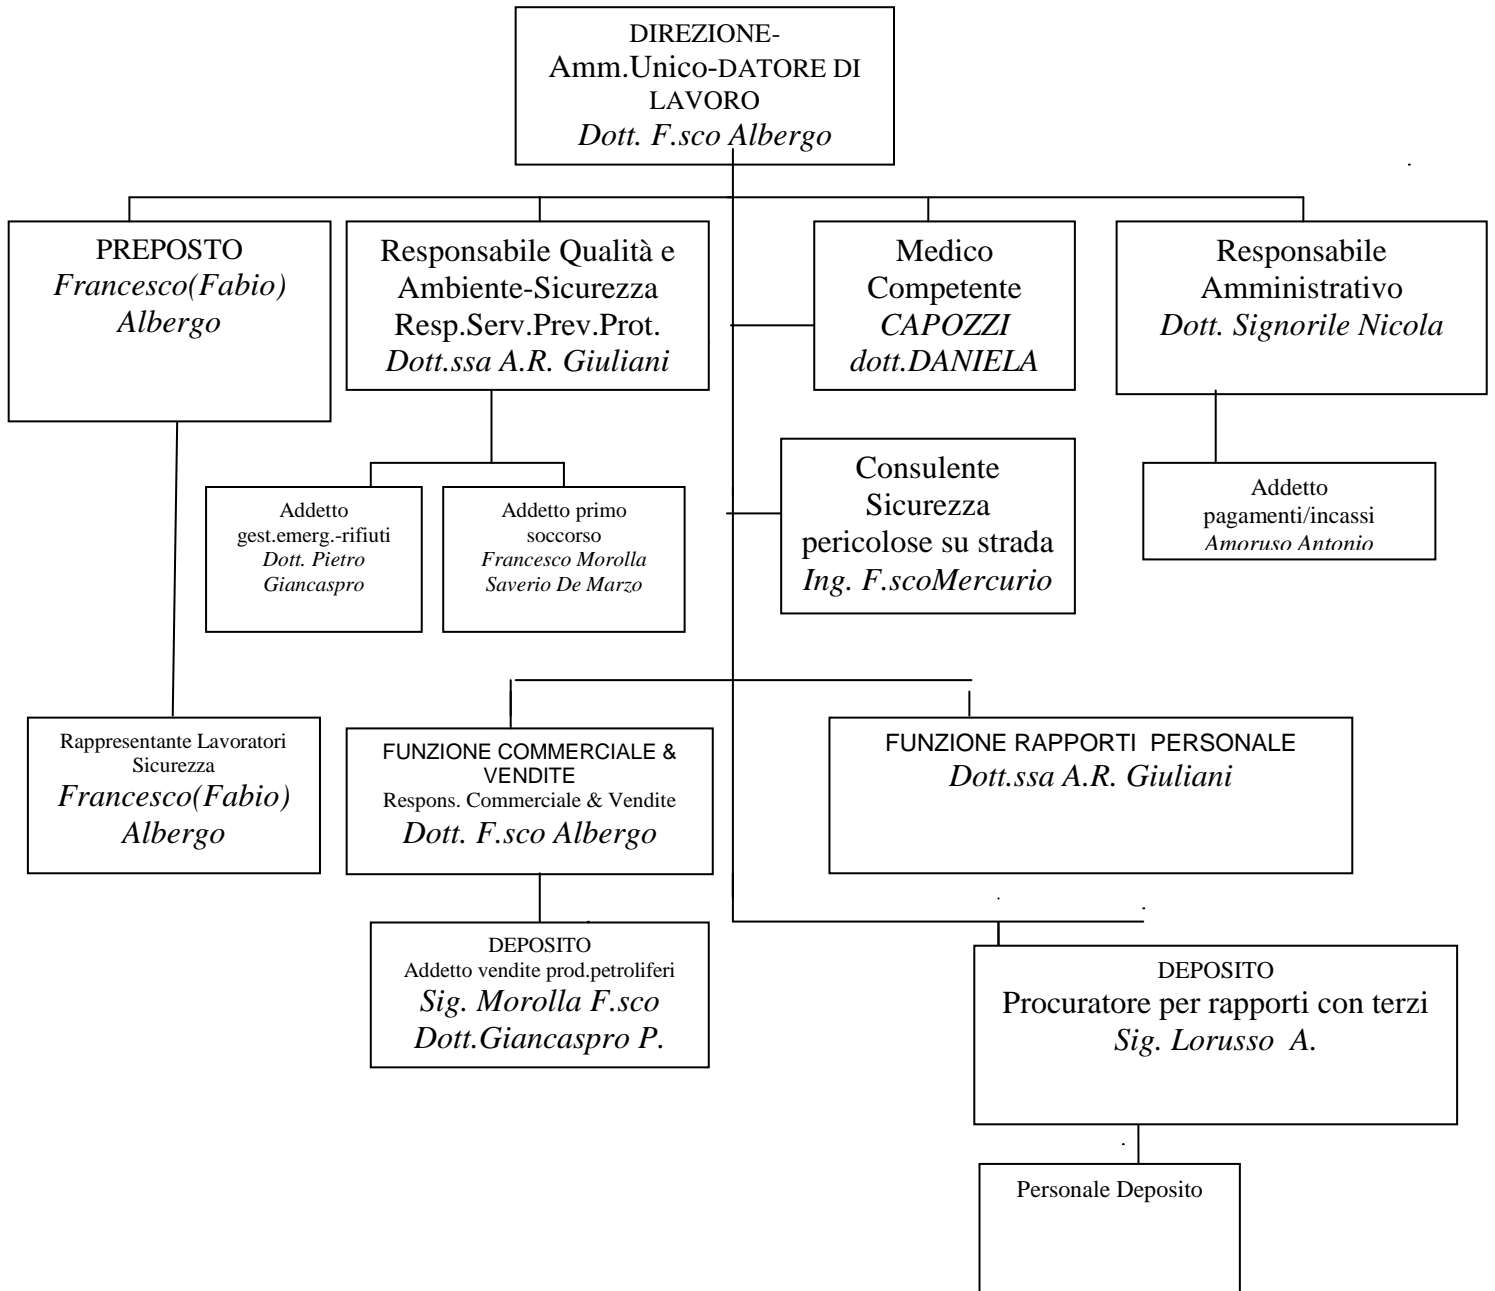 DIREZIONE-
Amm.Unico-DATORE DI
LAVORO
Dott. F.sco Albergo
PREPOSTO
Francesco(Fabio)
Albergo
Responsabile Qualità e
Ambiente-Sicurezza
Resp.Serv.Prev.Prot.
Dott.ssa A.R. Giuliani
Medico
Competente
CAPOZZI
dott.DANIELA
Responsabile
Amministrativo
Dott. Signorile Nicola
Addetto
gest.emerg.-rifiuti
Dott. Pietro
Giancaspro
Addetto primo
soccorso
Francesco Morolla
Saverio De Marzo
Consulente
Sicurezza
pericolose su strada
Ing. F.scoMercurio
Addetto
pagamenti/incassi
Amoruso Antonio
Rappresentante Lavoratori
Sicurezza
Francesco(Fabio)
Albergo
FUNZIONE COMMERCIALE &
VENDITE
Respons. Commerciale & Vendite
Dott. F.sco Albergo
FUNZIONE RAPPORTI PERSONALE
Dott.ssa A.R. Giuliani
DEPOSITO
Addetto vendite prod.petroliferi
Sig. Morolla F.sco
Dott.Giancaspro P.
DEPOSITO
Procuratore per rapporti con terzi
Sig. Lorusso A.
Personale Deposito